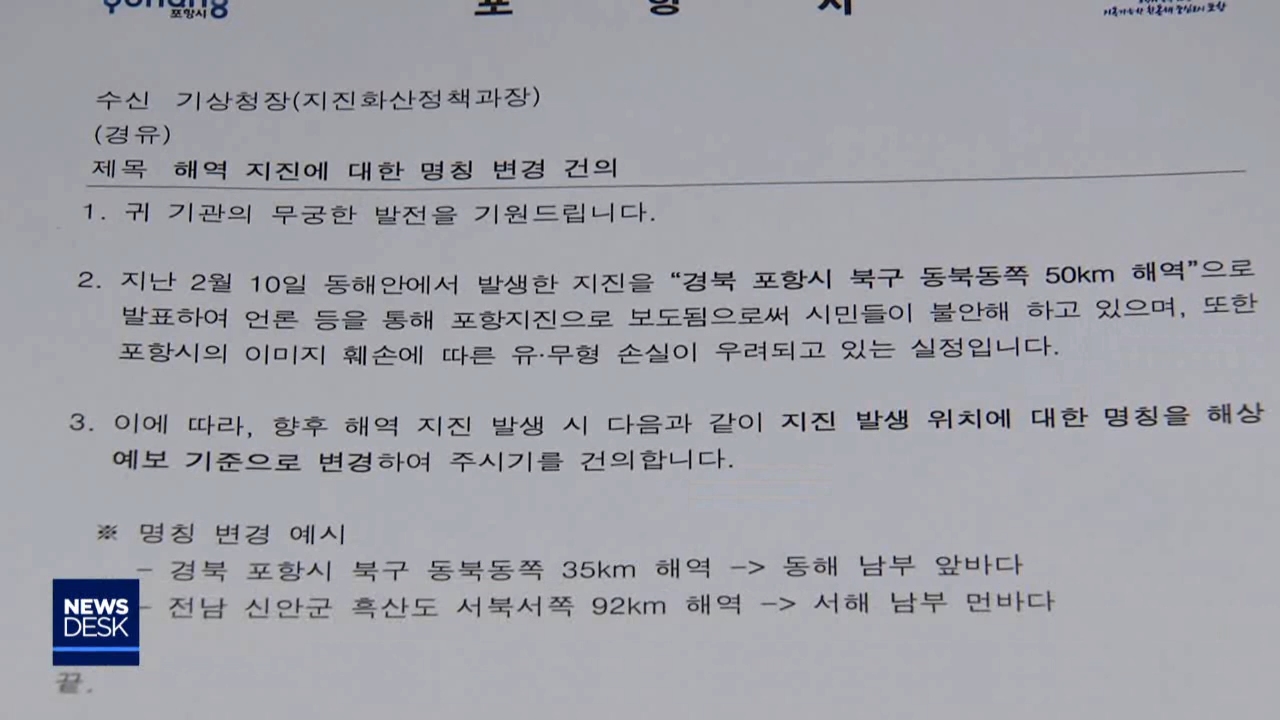 포항시
포 항 시
수신 기상청장(지진화산정책과장)
(경유)
제목 해역 지진에 대한 명칭 변경 건의
1. 귀 기관의 무궁한 발전을 기원드립니다.
2. 지난 2월 10일 동해안에서 발생한 지진을 “경북 포항시 북구 동북동쪽 50km 해역”으로
발표하여 언론 등을 통해 포항지진으로 보도됨으로써 시민들이 불안해 하고 있으며, 또한
포항시의 이미지 훼손에 따른 유·무형 손실이 우려되고 있는 실정입니다.
3. 이에 따라, 향후 해역 지진 발생 시 다음과 같이 지진 발생 위치에 대한 명칭을 해상
예보 기준으로 변경하여 주시기를 건의합니다.
※ 명칭 변경 예시
- 경북 포항시 북구 동북동쪽 35km 해역 -> 동해 남부 앞바다
- 전남 신안군 흑산도 서북서쪽 92km 해역 -> 서해 남부 먼바다
NEWS
DESK
끝.